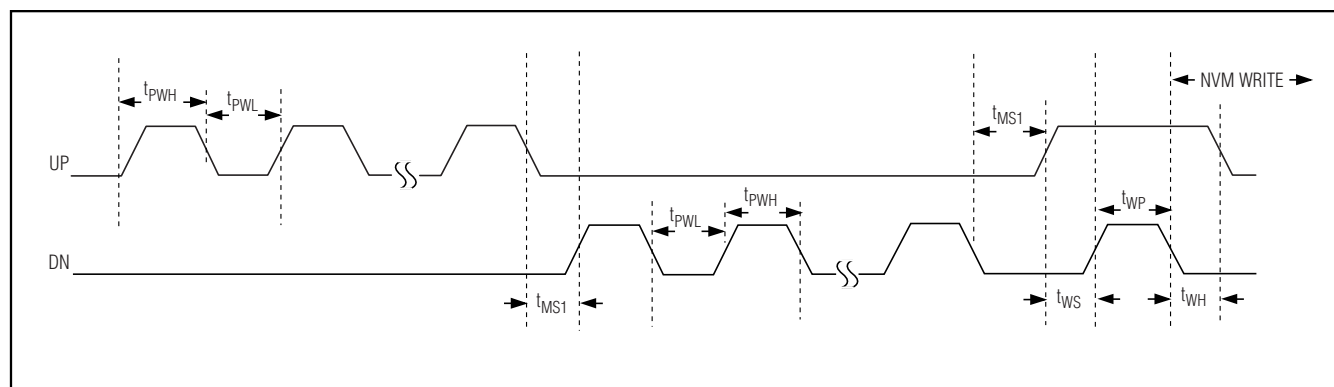 NVM WRITE
tPWH
tPWL
tMS1
UP
tPWL
tPWH
tWP
DN
tMS1
tWS
tWH